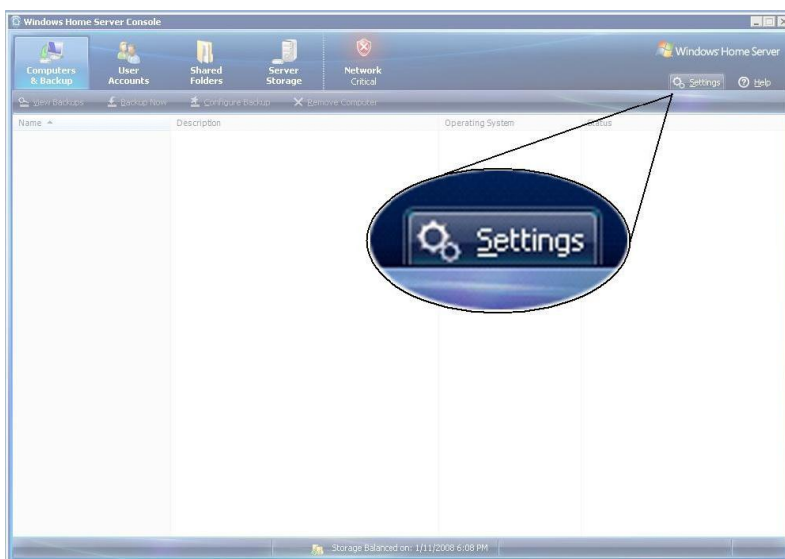 Windows Home Server Console
Computers & Backup
User Accounts
Shared Folders
Server Storage
Network Critical
Windows Home Server
Settings
Help
View Backups
Backup Now
Configure Backup
Remove Computer
Name
Description
Operating System
Status
Settings
Storage Balanced on: 1/11/2008 6:08 PM